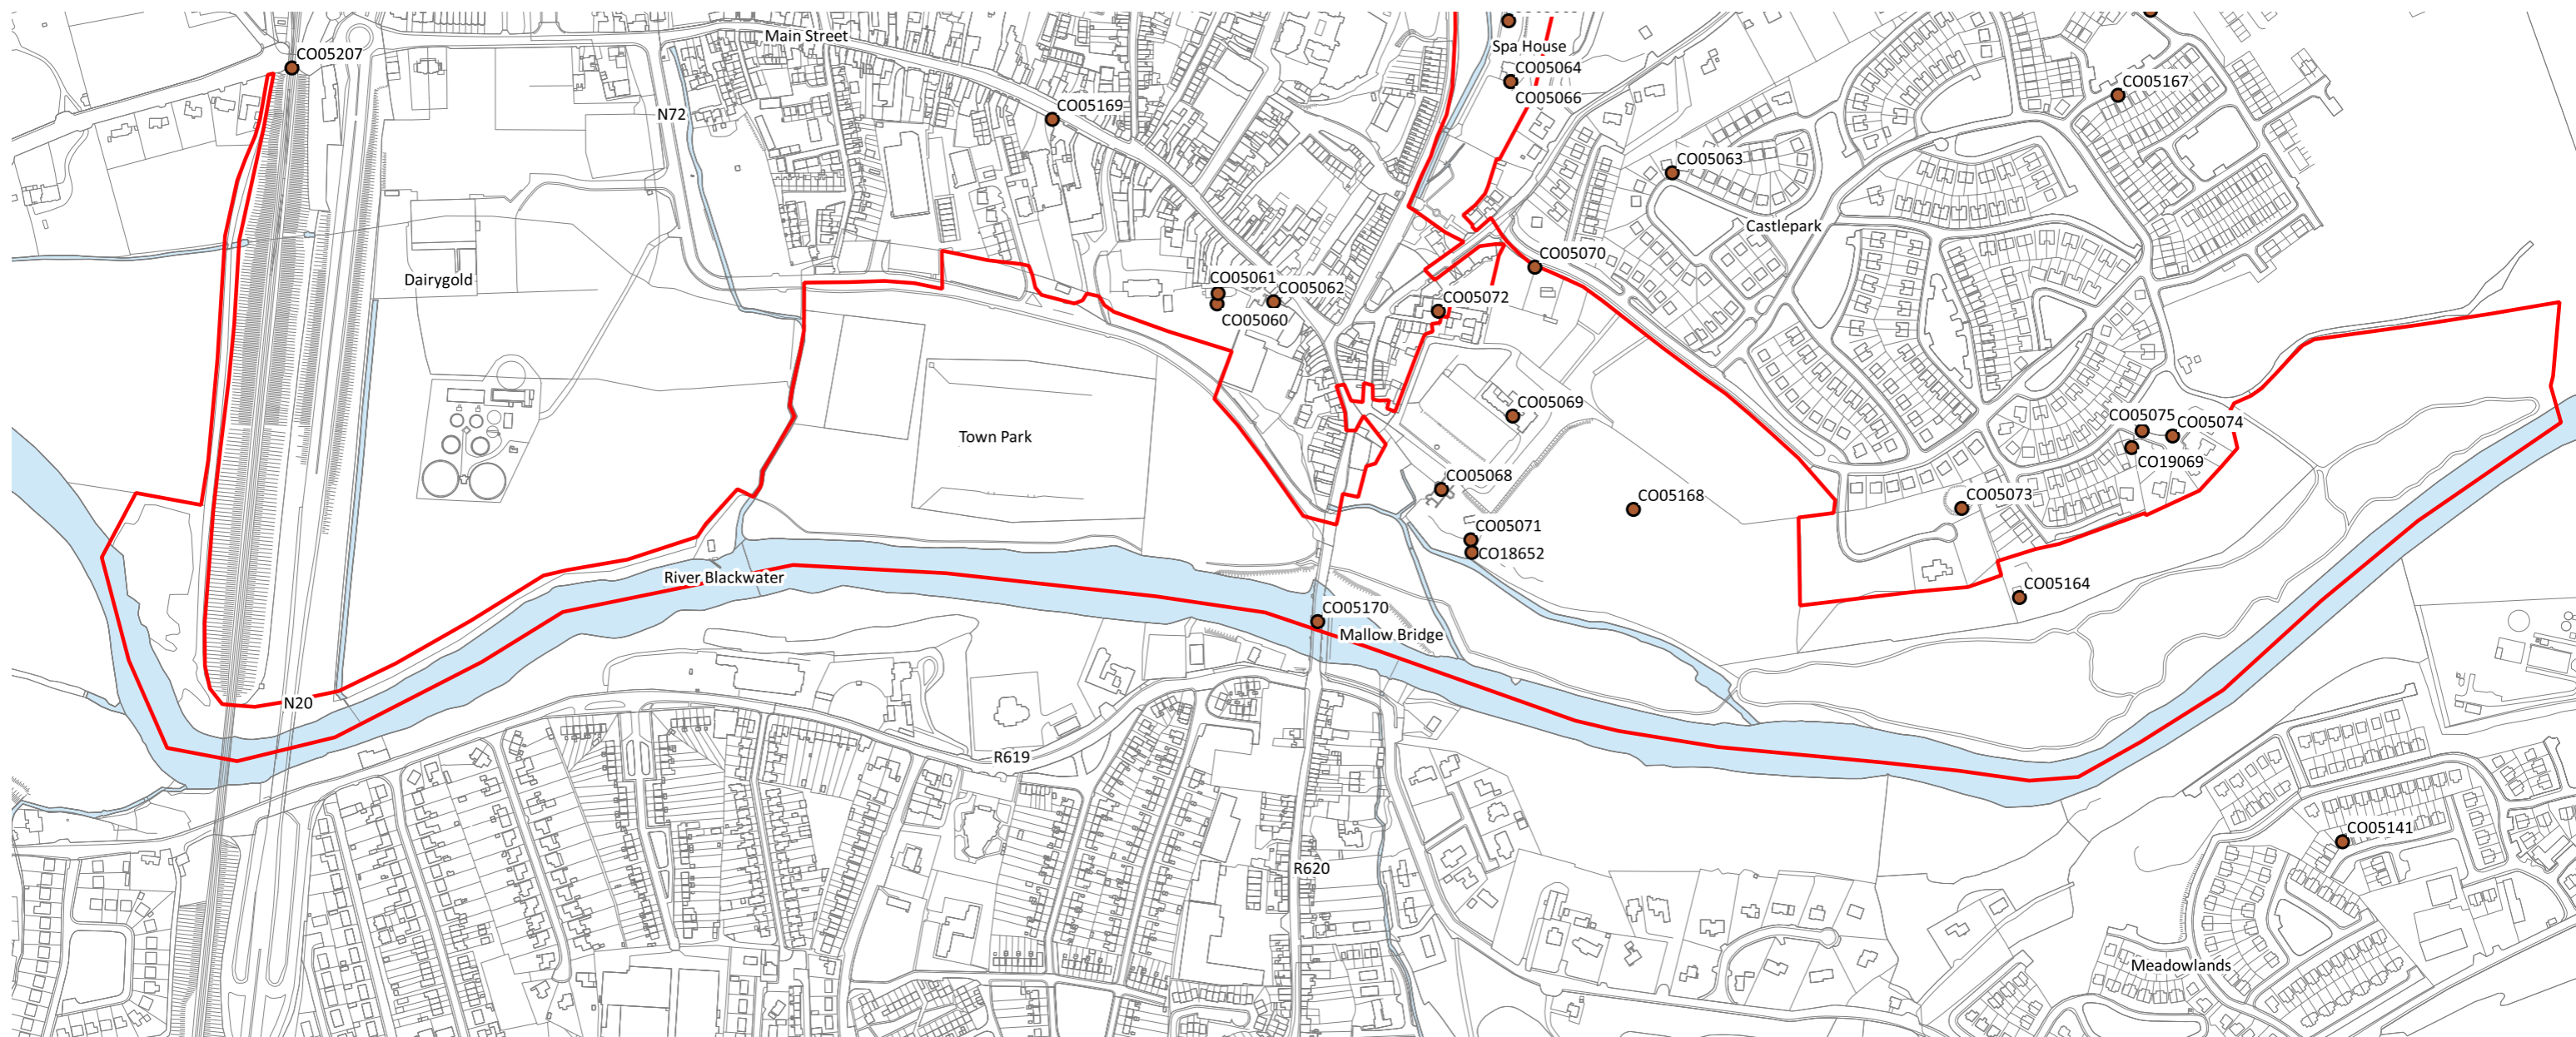 Main Street
Spa House
CO05207
CO05064
CO05066
CO05167
CO05169
N72
CO05063
Castlepark
CO05070
Dairygold
CO05061
CO05062
CO05060
CO05072
CO05069
CO05075
CO05074
CO19069
Town Park
CO05068
CO05168
CO05073
CO05071
CO18652
River Blackwater
CO05164
CO05170
Mallow Bridge
N20
R619
CO05141
R620
Meadowlands